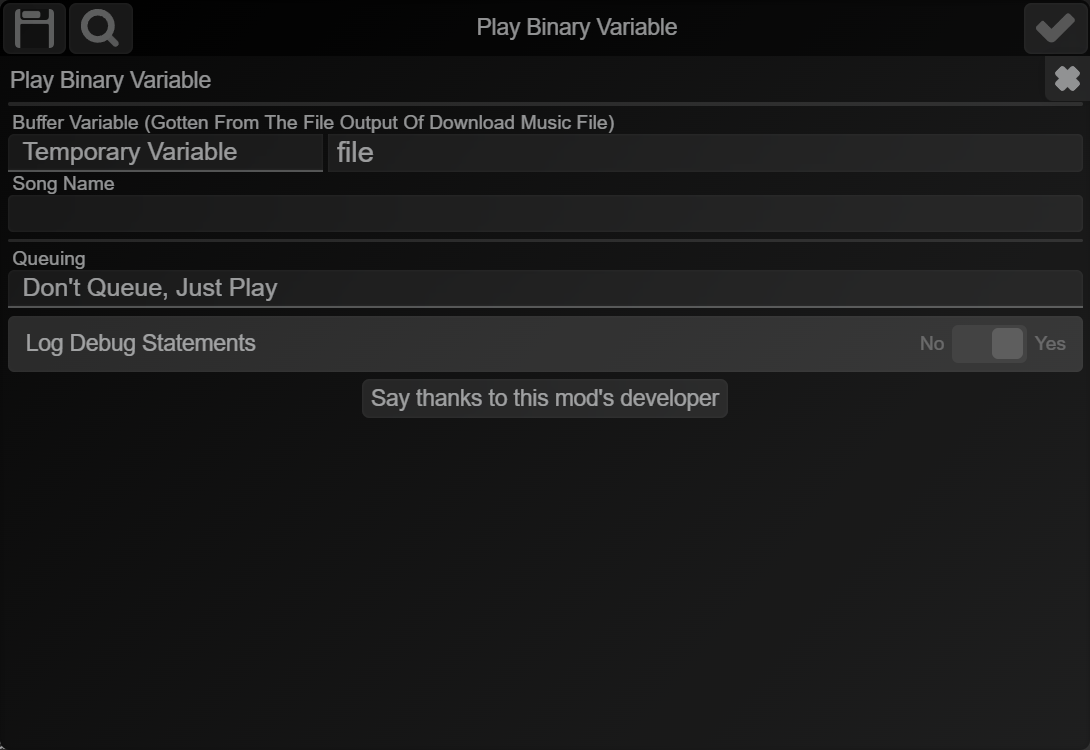 Play Binary Variable
Play Binary Variable
Buffer Variable (Gotten From The File Output Of Download Music File)
Temporary Variable file
Song Name
Queuing
Don't Queue, Just Play
Log Debug Statements No Yes
Say thanks to this mod's developer